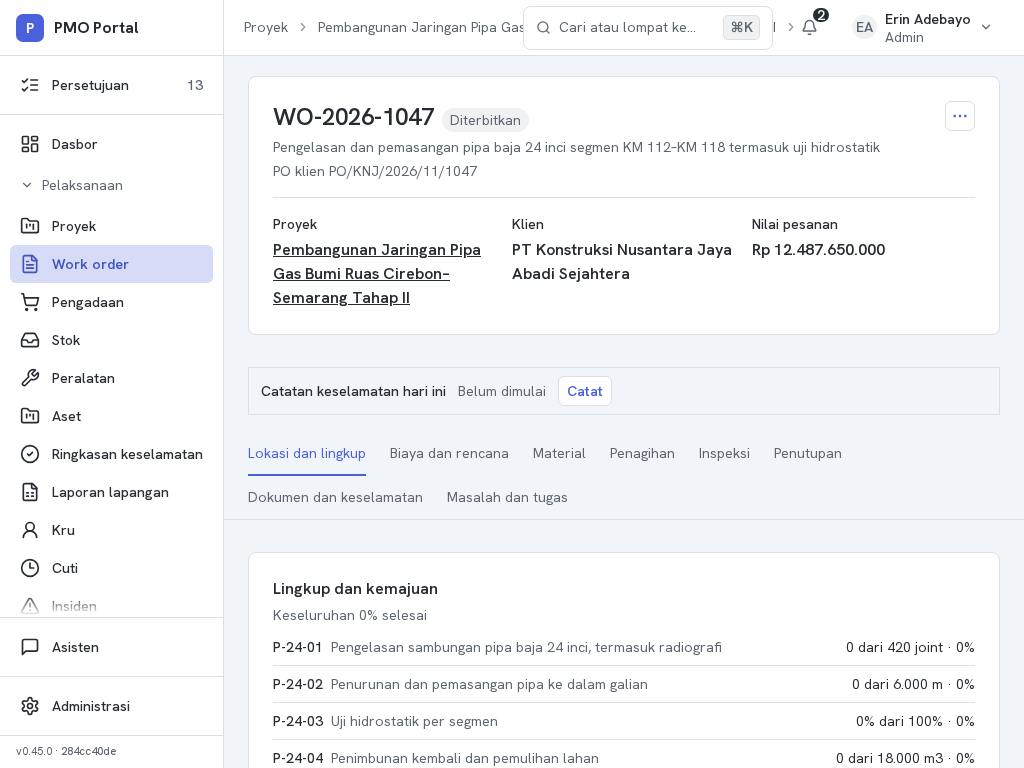 P PMO Portal
Persetujuan 13
Dasbor
Pelaksanaan
Proyek
Work order
Pengadaan
Stok
Peralatan
Aset
Ringkasan keselamatan
Laporan lapangan
Kru
Cuti
Insiden
Asisten
Administrasi
v0.45.0 · 284cc40de
Proyek Pembangunan Jaringan Pipa Gas
Cari atau lompat ke... ⌘K
2
EA Erin Adebayo
Admin
WO-2026-1047 Diterbitkan
Pengelasan dan pemasangan pipa baja 24 inci segmen KM 112–KM 118 termasuk uji hidrostatik
PO klien PO/KNJ/2026/11/1047
Proyek
Pembangunan Jaringan Pipa
Gas Bumi Ruas Cirebon–
Semarang Tahap II
Klien
PT Konstruksi Nusantara Jaya
Abadi Sejahtera
Nilai pesanan
Rp 12.487.650.000
Catatan keselamatan hari ini Belum dimulai Catat
Lokasi dan lingkup Biaya dan rencana Material Penagihan Inspeksi Penutupan
Dokumen dan keselamatan Masalah dan tugas
Lingkup dan kemajuan
Keseluruhan 0% selesai
P-24-01 Pengelasan sambungan pipa baja 24 inci, termasuk radiografi 0 dari 420 joint · 0%
P-24-02 Penurunan dan pemasangan pipa ke dalam galian 0 dari 6.000 m · 0%
P-24-03 Uji hidrostatik per segmen 0% dari 100% · 0%
P-24-04 Penimbunan kembali dan pemulihan lahan 0 dari 18.000 m3 · 0%